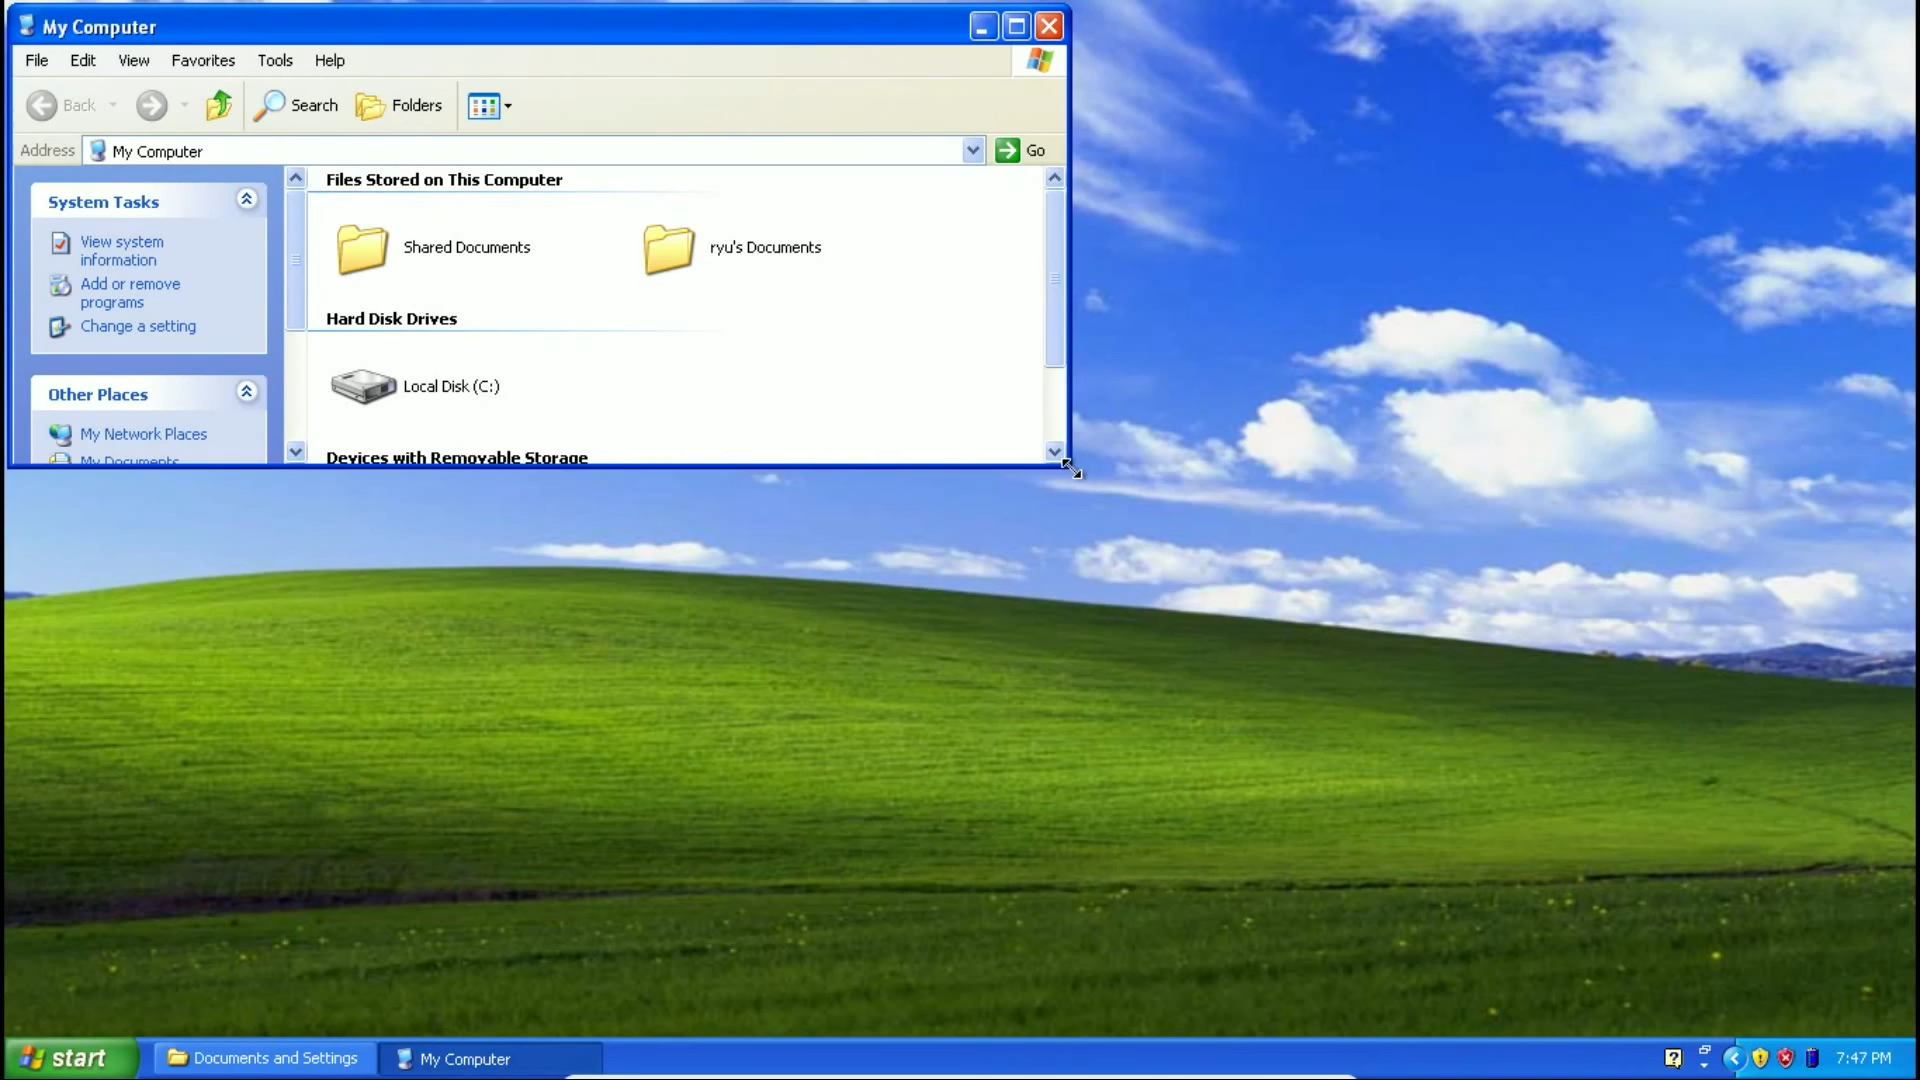 My Computer
File Edit View Favorites Tools Help
Back Search Folders
Address My Computer Go
System Tasks
View system
information
Add or remove
programs
Change a setting
Other Places
My Network Places
My Documents
Files Stored on This Computer
Shared Documents ryu's Documents
Hard Disk Drives
Local Disk (C:)
Devices with Removable Storage
start Documents and Settings My Computer 7:47 PM